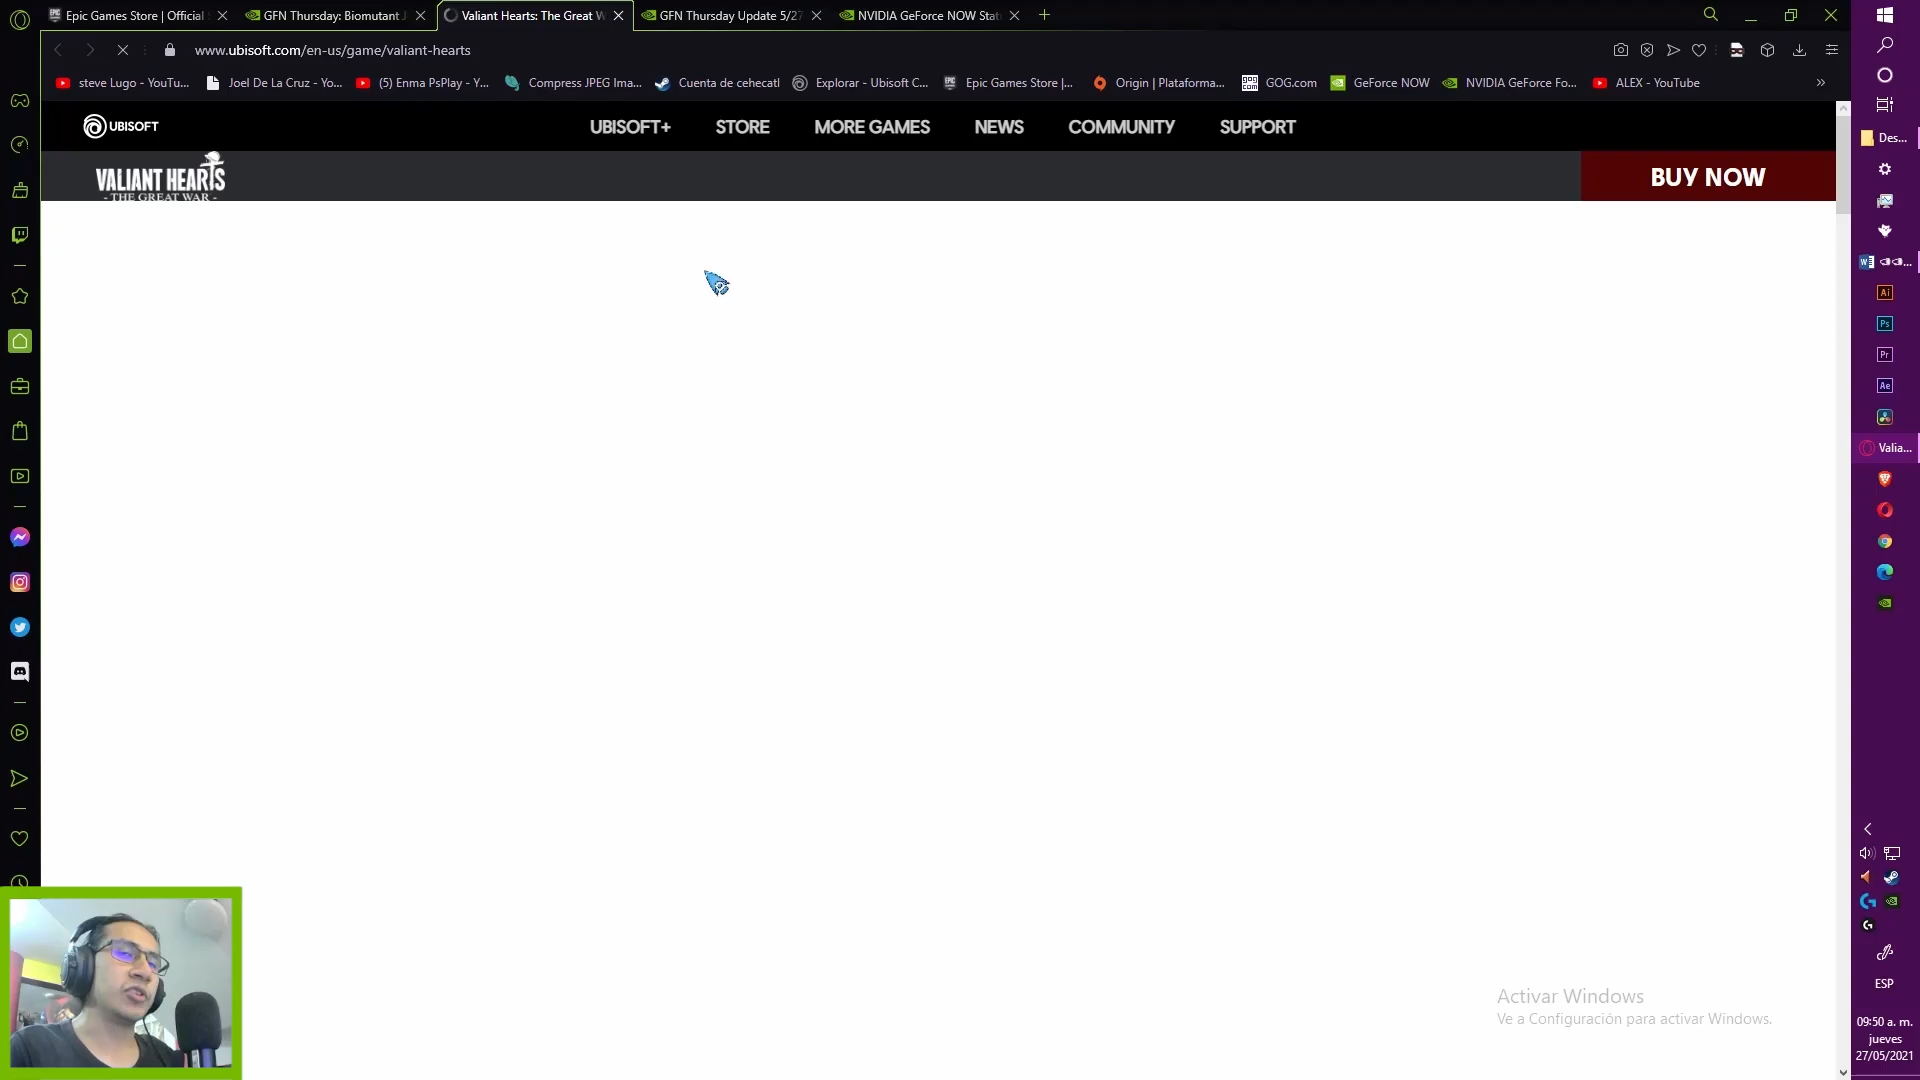 Epic Games Store | Official
GFN Thursday: Biomutant
Valiant Hearts: The Great W
GFN Thursday Update 5/27
NVIDIA GeForce NOW Stat
www.ubisoft.com/en-us/game/valiant-hearts
steve Lugo - YouTu...
Joel De La Cruz - Yo...
(5) Enma PsPlay - Y...
Compress JPEG Ima...
Cuenta de cehecatl
Explorar - Ubisoft C...
Epic Games Store |...
Origin | Plataforma...
GOG.com
GeForce NOW
NVIDIA GeForce Fo...
ALEX - YouTube
UBISOFT
UBISOFT+
STORE
MORE GAMES
NEWS
COMMUNITY
SUPPORT
VALIANT HEARTS
- THE GREAT WAR -
BUY NOW
Des...
Ai
Ps
Pr
Ae
Valia...
Activar Windows
Ve a Configuración para activar Windows.
ESP
09:50 a. m.
jueves
27/05/2021